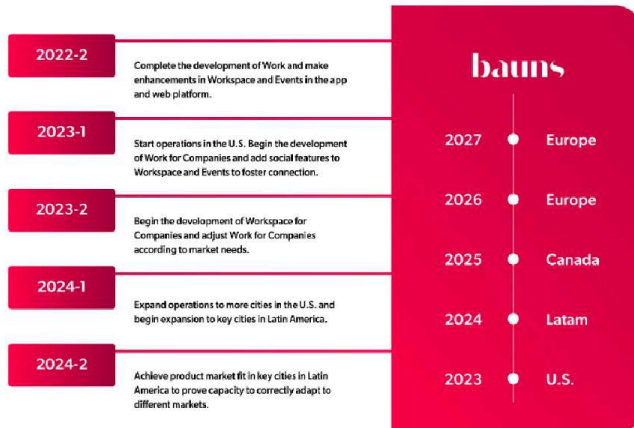 2022-2
Complete the development of Work and make
enhancements in Workspace and Events in the app
and web platform.
2023-1
Start operations in the U.S. Begin the development
of Work for Companies and add social features to
Workspace and Events to foster connection.
2023-2
Begin the development of Workspace for
Companies and adjust Work for Companies
according to market needs.
2024-1
Expand operations to more cities in the U.S. and
begin expansion to key cities in Latin America.
2024-2
Achieve product market fit in key cities in Latin
America to prove capacity to correctly adapt to
different markets.
bauns
2027 Europe
2026 Europe
2025 Canada
2024 Latam
2023 U.S.